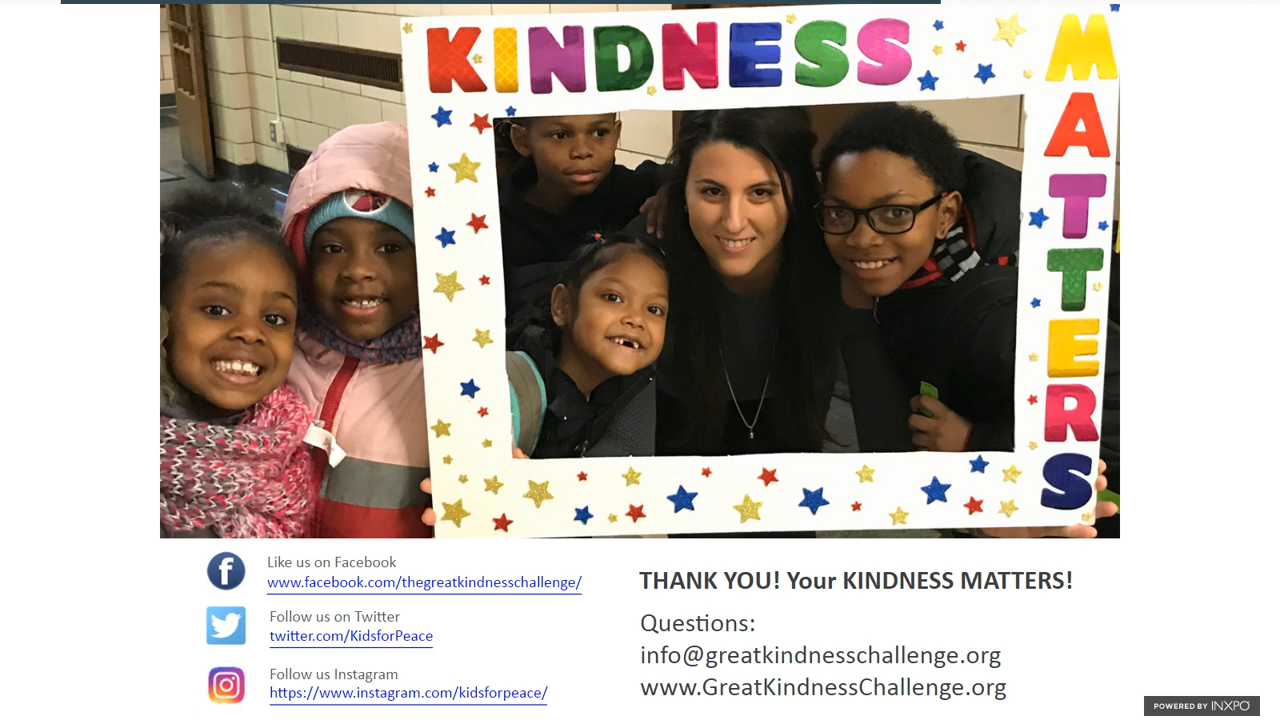 KINDNESS
MATTERS
Like us on Facebook
www.facebook.com/thegreatkindnesschallenge/
Follow us on Twitter
twitter.com/KidsforPeace
Follow us Instagram
https://www.instagram.com/kidsforpeace/
THANK YOU! Your KINDNESS MATTERS!
Questions:
info@greatkindnesschallenge.org
www.GreatKindnessChallenge.org
POWERED BY INXPO